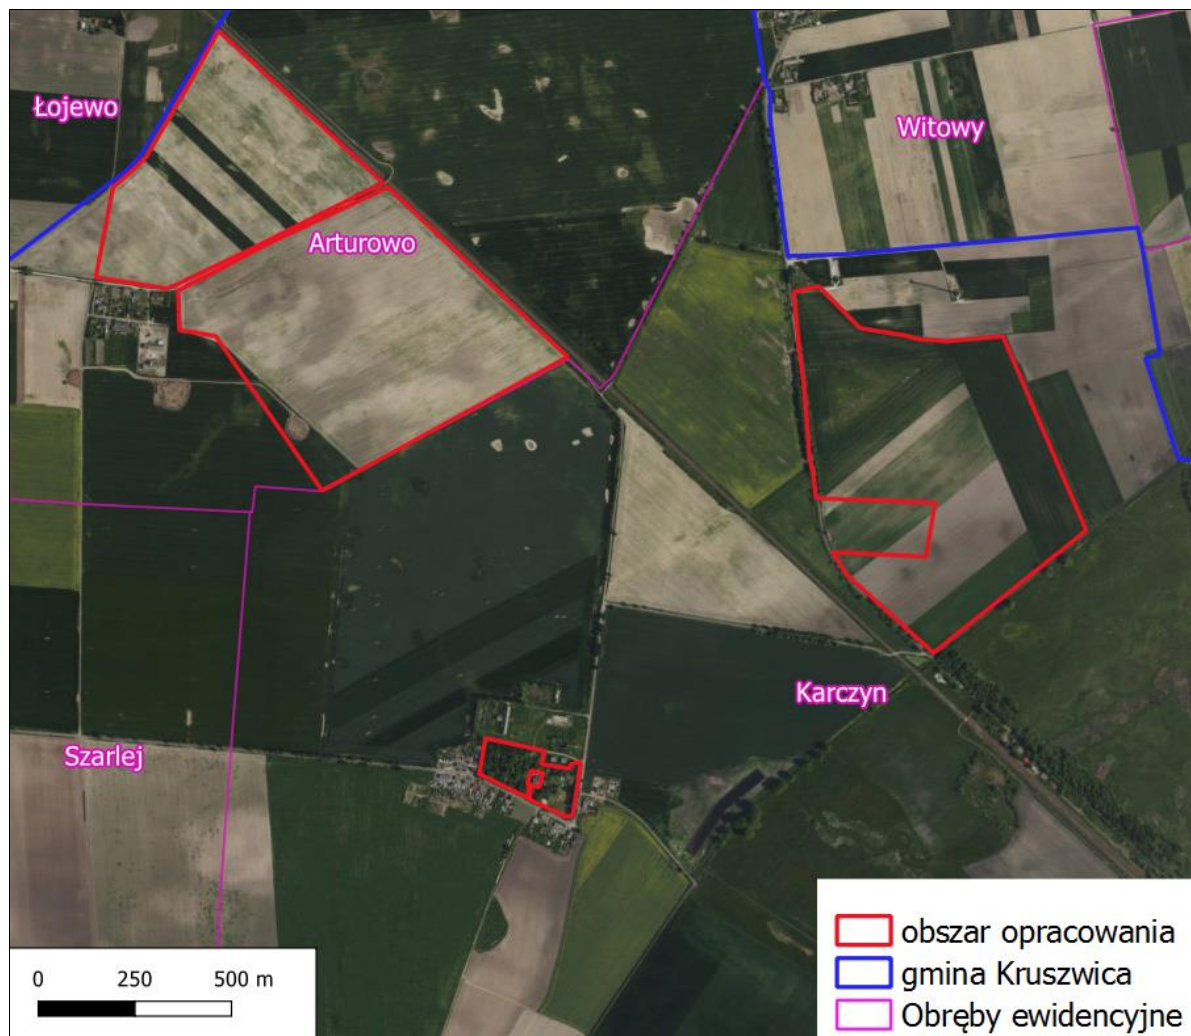 Łojewo
Witowy
Arturowo
Karczyn
Szarlej
0 250 500 m
obszar opracowania
gmina Kruszwica
Obręby ewidencyjne